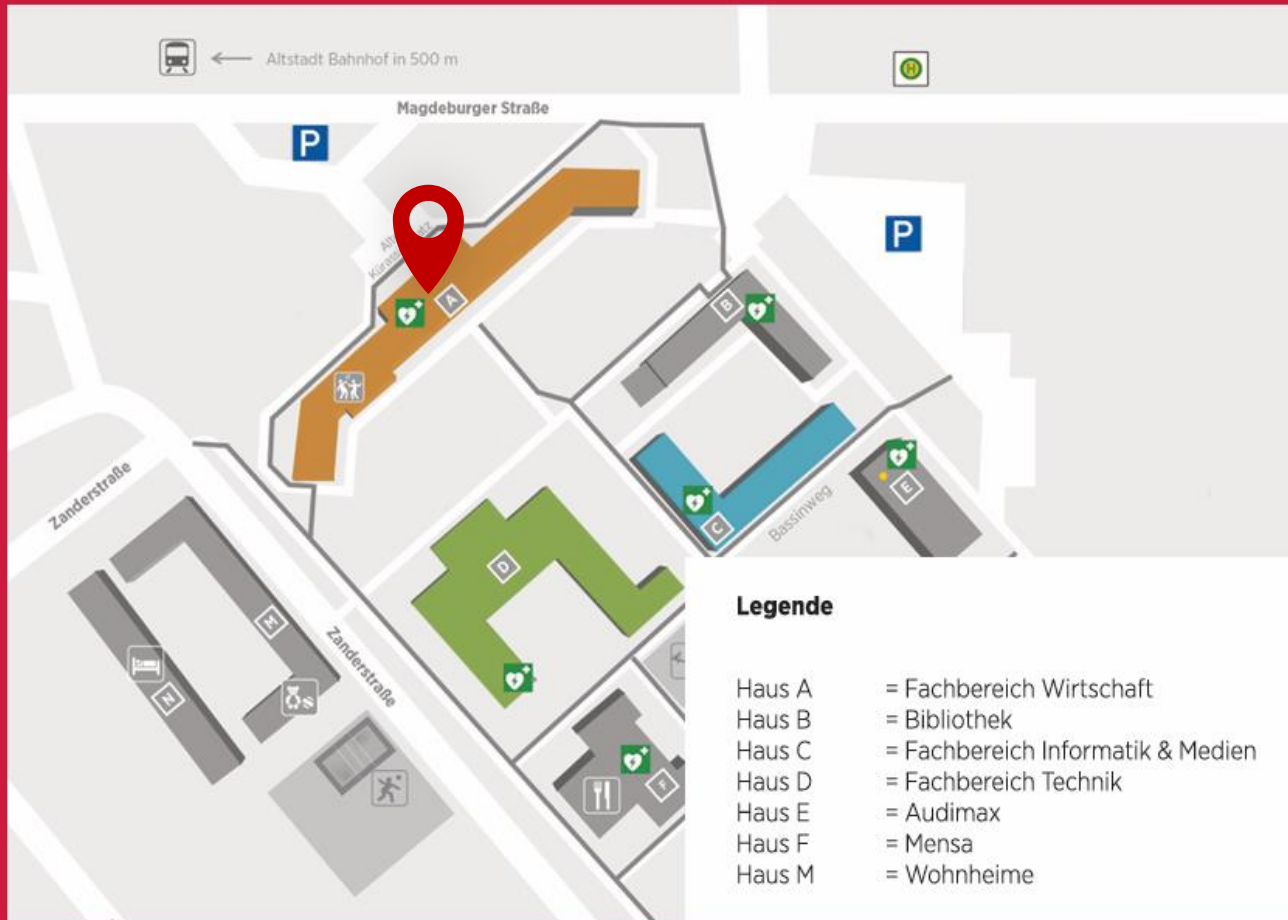 Altstadt Bahnhof in 500 m
H
Magdeburger Straße
P
P
A
B
C
D
E
F
M
N
Bassinweg
Zanderstraße
Zanderstraße
Legende
Haus A = Fachbereich Wirtschaft
Haus B = Bibliothek
Haus C = Fachbereich Informatik & Medien
Haus D = Fachbereich Technik
Haus E = Audimax
Haus F = Mensa
Haus M = Wohnheime